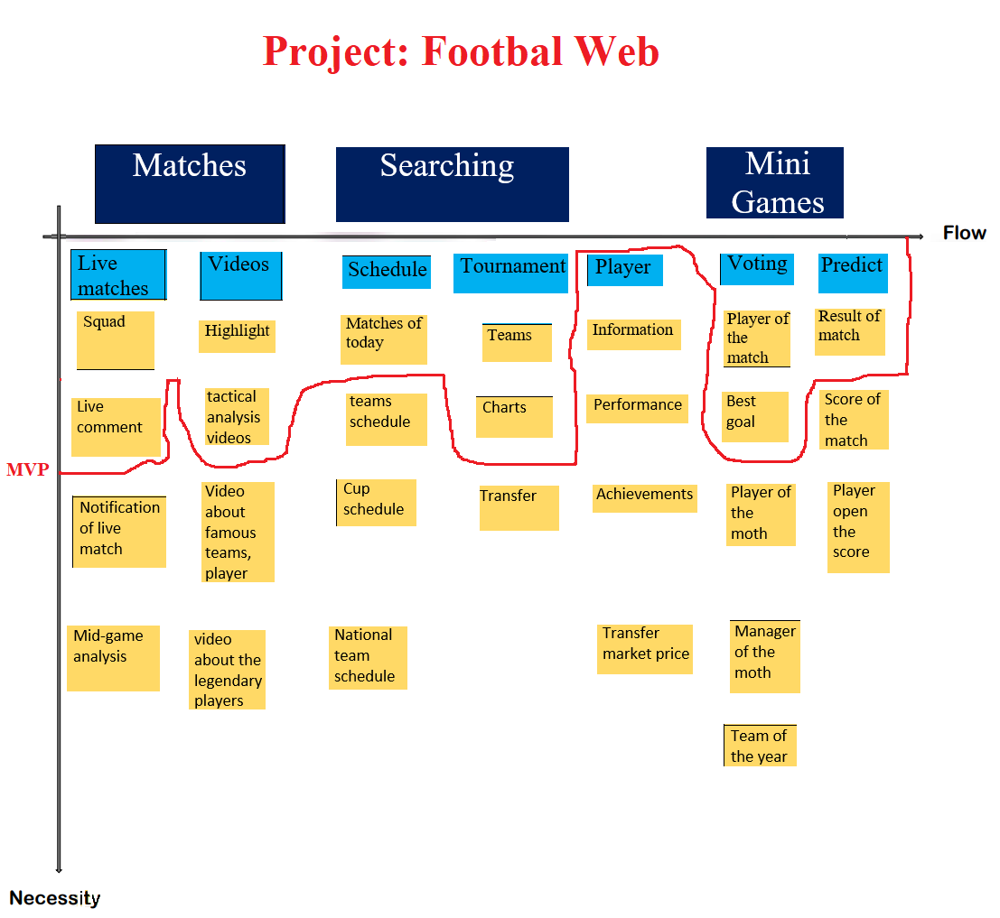 Project: Footbal Web
Matches
Searching
Mini
Games
Flow
Live
matches
Videos
Schedule
Tournament
Player
Voting
Predict
Squad
Highlight
Matches of
today
Teams
Information
Player of
the
match
Result of
match
Live
comment
tactical
analysis
videos
teams
schedule
Charts
Performance
Best
goal
Score of
the
match
MVP
Notification
of live
match
Video
about
famous
teams,
player
Cup
schedule
Transfer
Achievements
Player of
the
moth
Player
open
the
score
Mid-game
analysis
video
about the
legendary
players
National
team
schedule
Transfer
market price
Manager
of the
moth
Team of
the year
Necessity